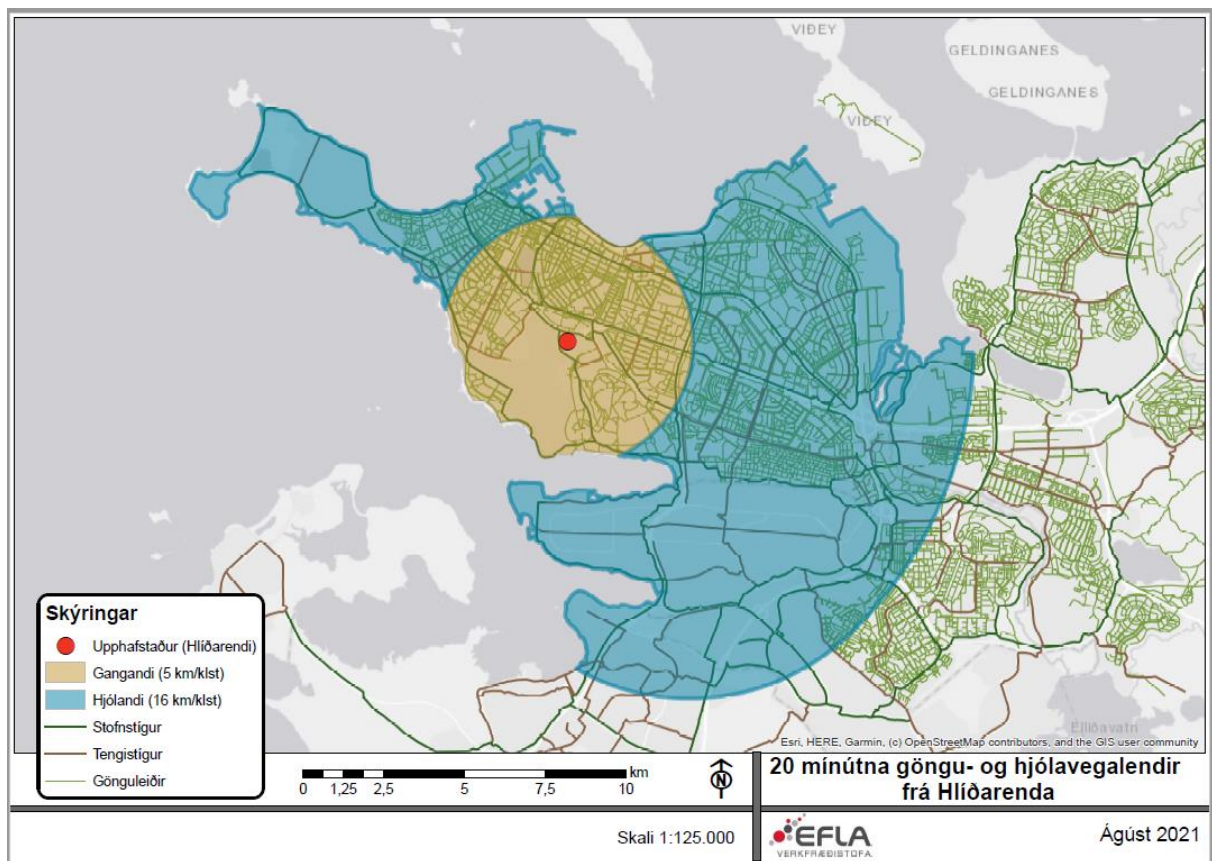 VIDEY
GELDINGANES
GELDINGANES
VIDEY
Elliðavatn
Esri, HERE, Garmin, (c) OpenStreetMap contributors, and the GIS user community
Skýringar
Upphafstaður (Hlíðarendi)
Gangandi (5 km/klst)
Hjólandi (16 km/klst)
Stofnstígur
Tengistígur
Gönguleiðir
km
0 1,25 2,5 5 7,5 10
N
20 mínútna göngu- og hjólavegalendir
frá Hlíðarenda
Skali 1:125.000
EFLA
VERKFRÆÐISTOFA
Ágúst 2021